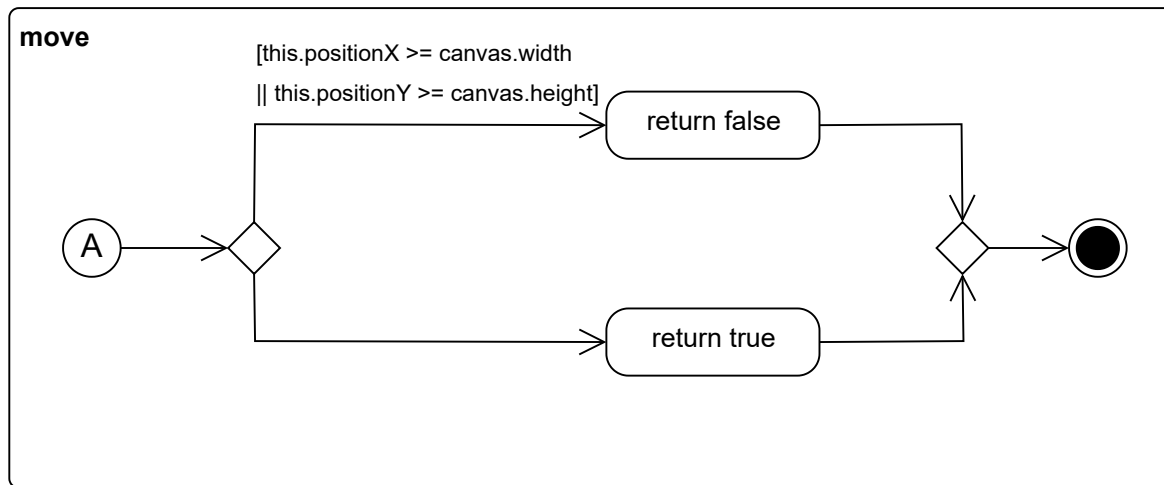 move
[this.positionX >= canvas.width
|| this.positionY >= canvas.height]
return false
A
return true